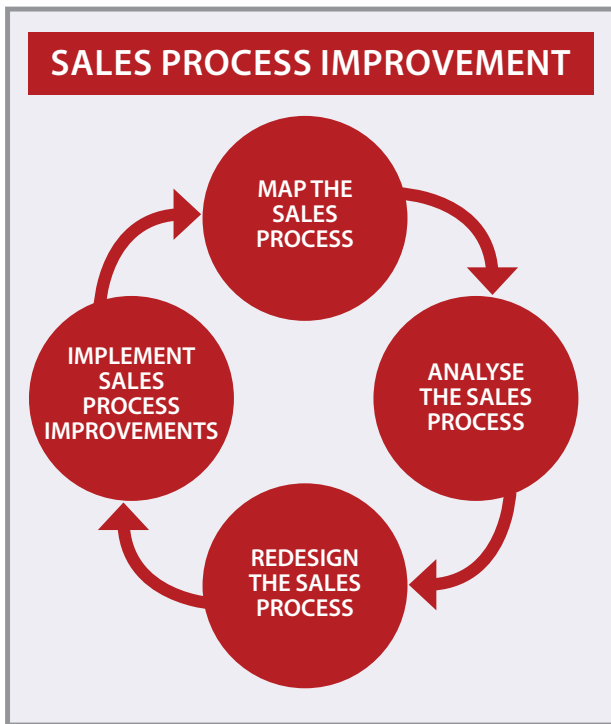 SALES PROCESS IMPROVEMENT
MAP THE
SALES
PROCESS
ANALYSE
THE SALES
PROCESS
REDESIGN
THE SALES
PROCESS
IMPLEMENT
SALES
PROCESS
IMPROVEMENTS